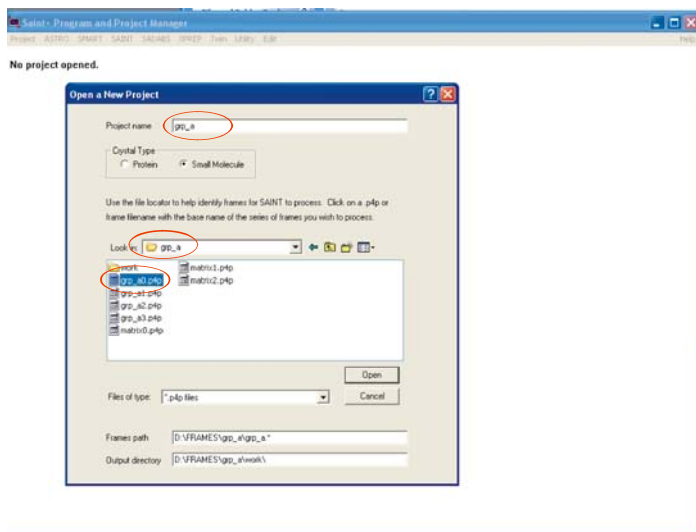 Saint+ Program and Project Manager
Project ASTRO SMART SAINT SADABS XPREP Twin Utility Edit Help
No project opened.
Open a New Project
Project name grp_a
Crystal Type
Protein Small Molecule
Use the file locator to help identify frames for SAINT to process. Click on a .p4p or
frame filename with the base name of the series of frames you wish to process.
Look in: grp_a
work matrix1.p4p
grp_a0.p4p matrix2.p4p
grp_a1.p4p
grp_a2.p4p
grp_a3.p4p
matrix0.p4p
Open
Files of type: *.p4p files Cancel
Frames path D:\FRAMES\grp_a\grp_a*
Output directory D:\FRAMES\grp_a\work\